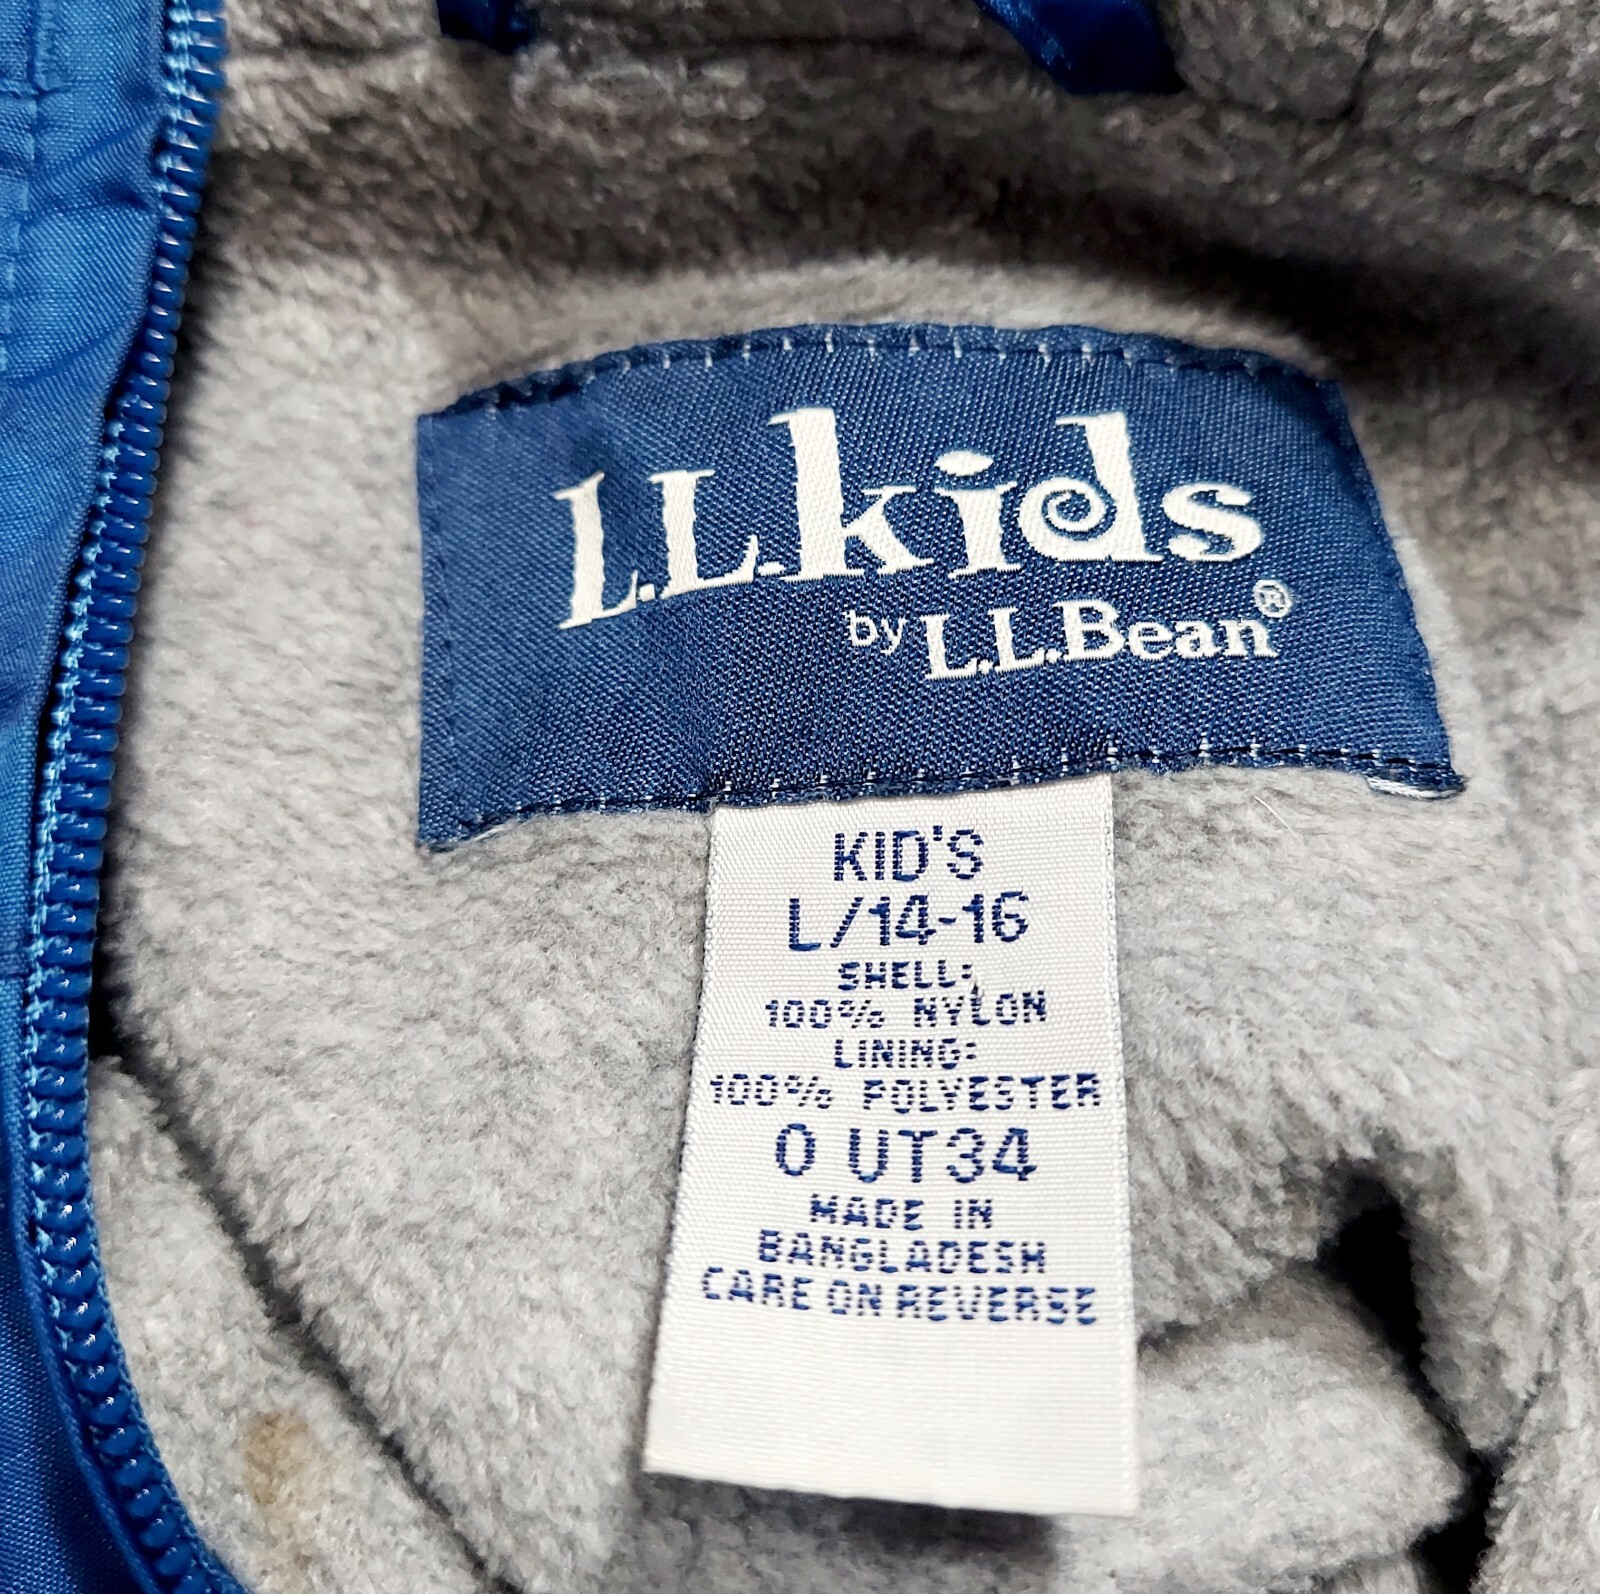 L.L.kids
by L.L.Bean®
KID'S
L/14-16
SHELL:
100% NYLON
LINING:
100% POLYESTER
0 UT34
MADE IN
BANGLADESH
CARE ON REVERSE